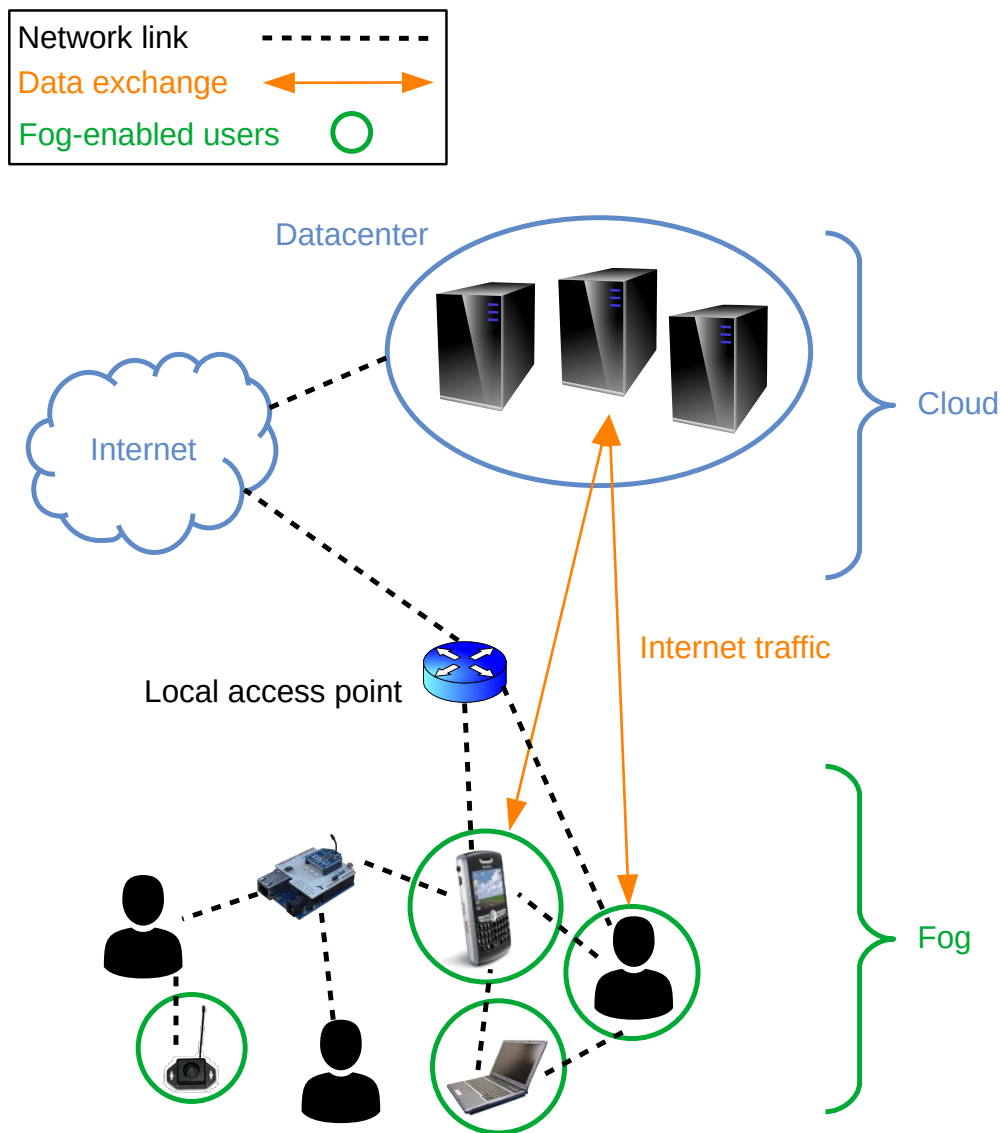 Network link
Data exchange
Fog-enabled users
Datacenter
Internet
Cloud
Internet traffic
Local access point
Fog